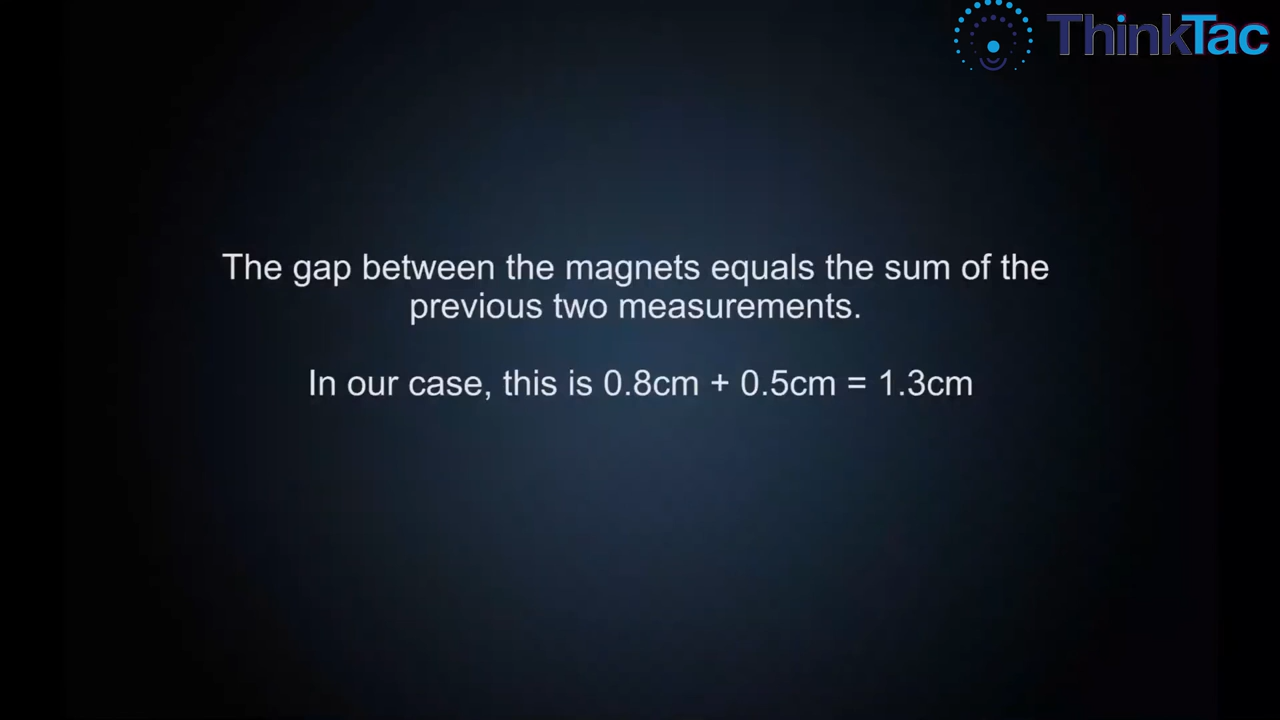 ThinkTac
The gap between the magnets equals the sum of the
previous two measurements.
In our case, this is 0.8cm + 0.5cm = 1.3cm